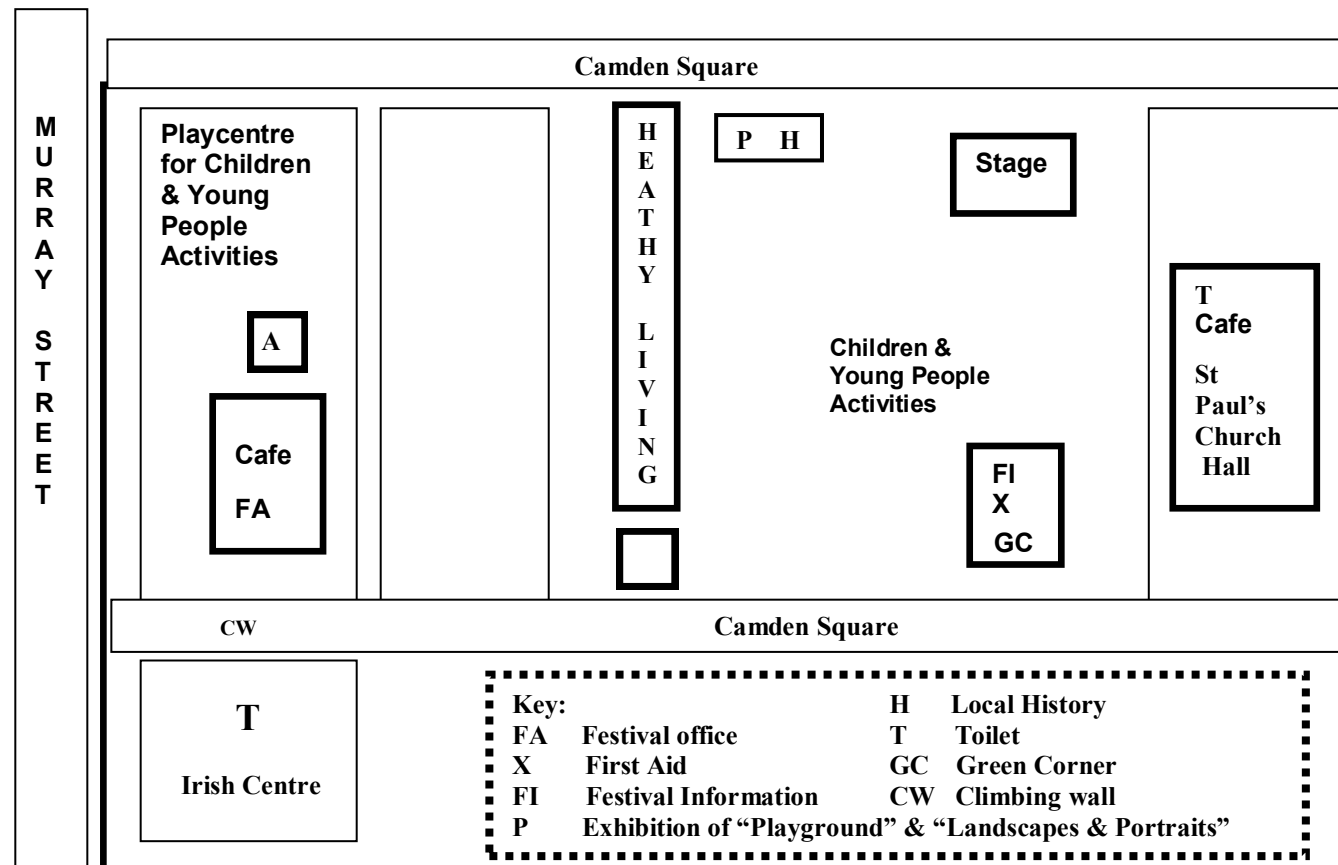 Camden Square
MURRAY STREET
Playcentre
for Children
& Young
People
Activities
A
Cafe
FA
HEATHY LIVING
P H
Stage
Children &
Young People
Activities
FI
X
GC
T
Cafe
St
Paul’s
Church
Hall
CW
Camden Square
T
Irish Centre
Key:
FA Festival office
X First Aid
FI Festival Information
H Local History
T Toilet
GC Green Corner
CW Climbing wall
P Exhibition of “Playground” & “Landscapes & Portraits”